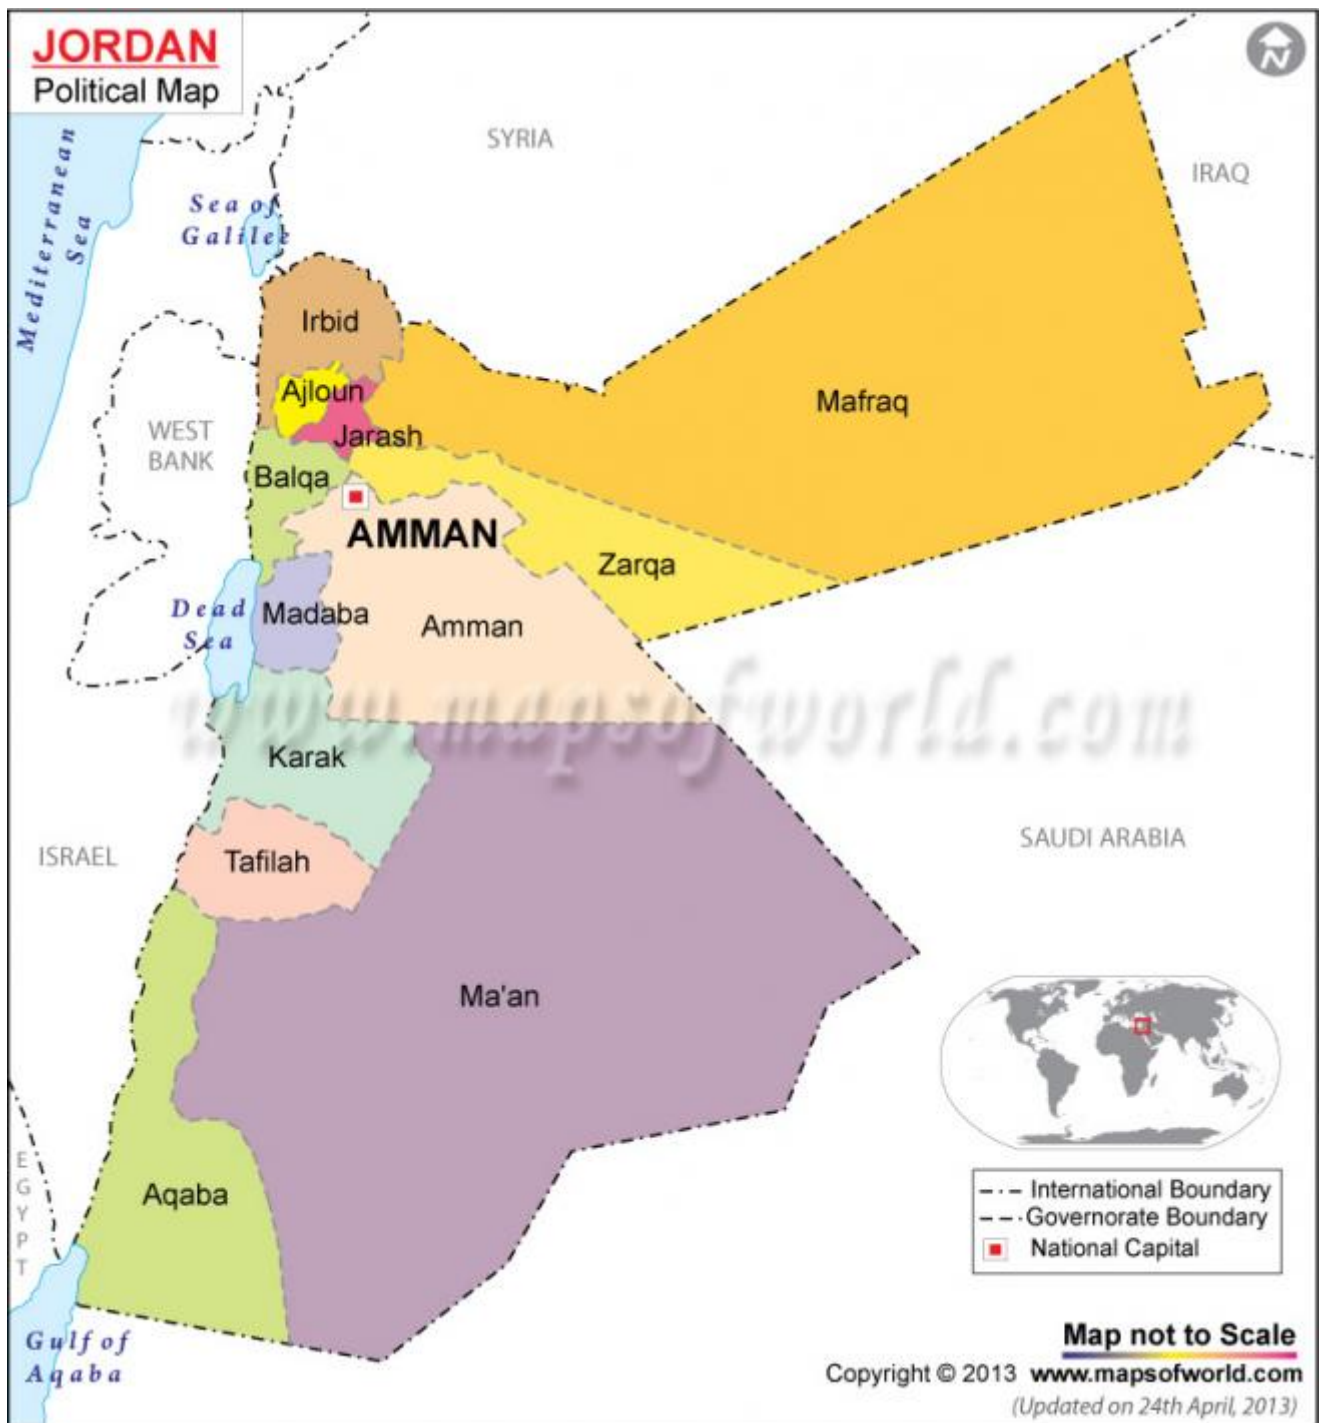 JORDAN
Political Map
N
SYRIA
IRAQ
Mediterranean
Sea
Sea of
Galilee
Irbid
Ajloun
Mafraq
WEST
BANK
Jarash
Balqa
AMMAN
Zarqa
Dead
Sea
Madaba
Amman
www.mapsofworld.com
Karak
SAUDI ARABIA
ISRAEL
Tafilah
Ma'an
EGYPT
Aqaba
International Boundary
Governorate Boundary
National Capital
Gulf of
Aqaba
Map not to Scale
Copyright © 2013 www.mapsofworld.com
(Updated on 24th April, 2013)